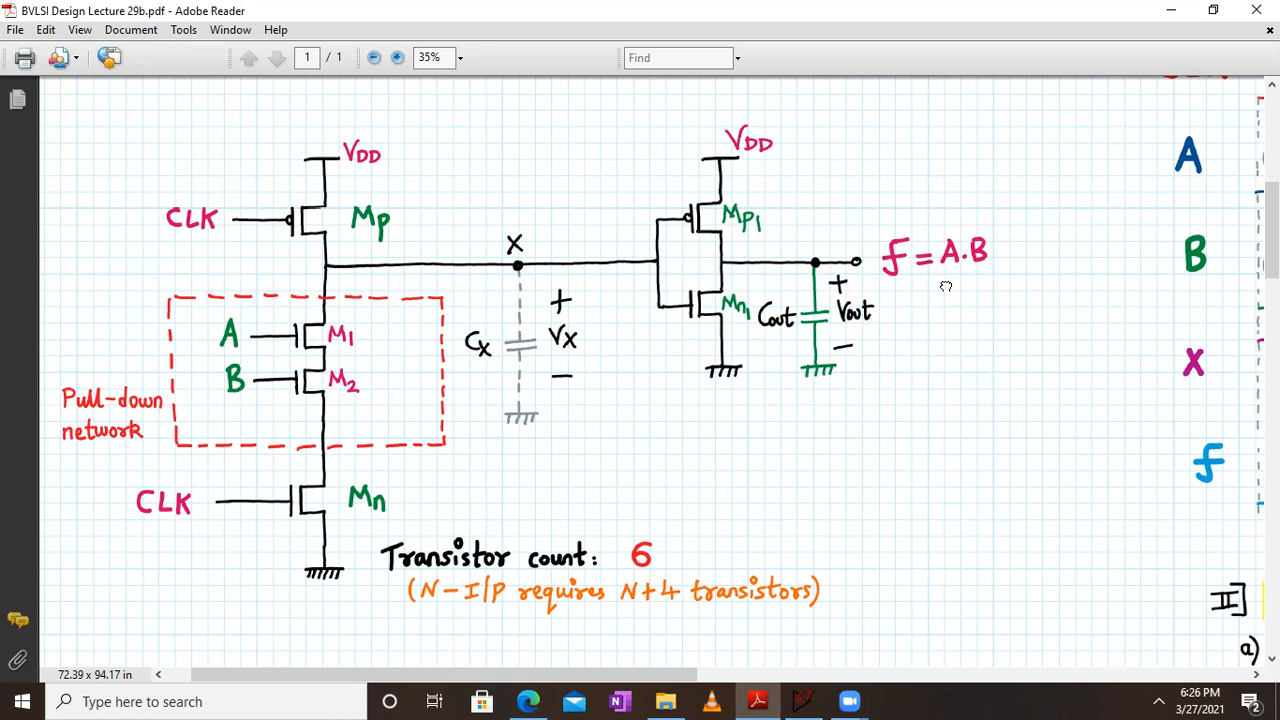 BVLSI Design Lecture 29b.pdf - Adobe Reader
File Edit View Document Tools Window Help
1 / 1 35% Find
VDD
VDD
A
CLK Mp
Mp1
X
f = A.B
B
+
+
A M1
Mn1
Cout Vout
Cx Vx
X
B M2
-
-
Pull-down
network
f
CLK Mn
Transistor count: 6
(N-I/P requires N+4 transistors)
II]
a)
72.39 x 94.17 in
Type here to search
6:26 PM
3/27/2021
2